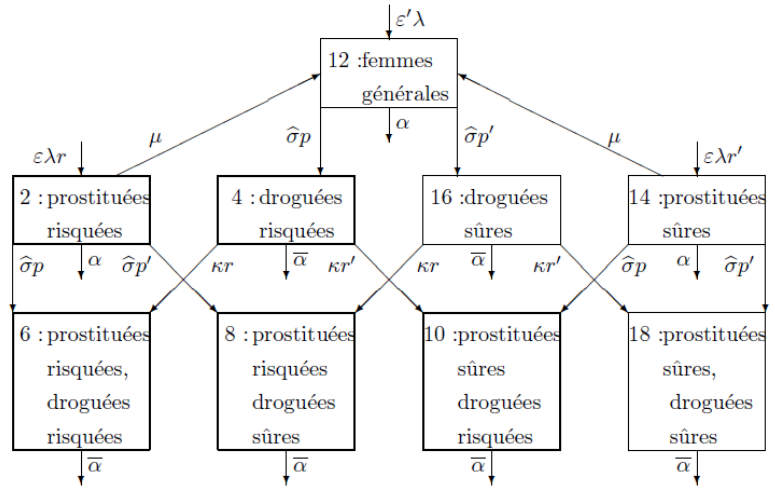 ε′λ
12 :femmes
générales
μ
σ̂p
α
σ̂p′
μ
ελr
ελr′
2 : prostituées
risquées
4 : droguées
risquées
16 :droguées
sûres
14 :prostituées
sûres
σ̂p
α
σ̂p′
κr
α̅
κr′
κr
α̅
κr′
σ̂p
α
σ̂p′
6 : prostituées
risquées,
droguées
risquées
8 : prostituées
risquées
droguées
sûres
10 :prostituées
sûres
droguées
risquées
18 :prostituées
sûres,
droguées
sûres
α̅
α̅
α̅
α̅